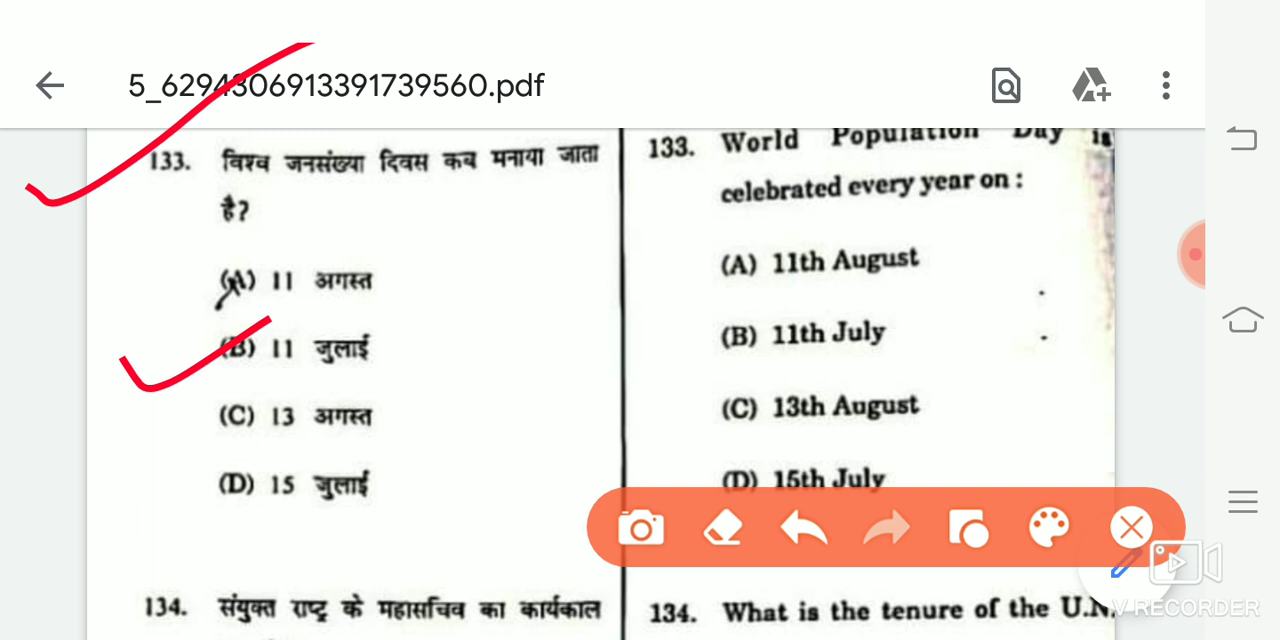 5_6294306913391739560.pdf
133. विश्व जनसंख्या दिवस कब मनाया जाता
है?
(A) 11 अगस्त
(B) 11 जुलाई
(C) 13 अगस्त
(D) 15 जुलाई
134. संयुक्त राष्ट्र के महासचिव का कार्यकाल
133. World Population Day is
celebrated every year on :
(A) 11th August
(B) 11th July
(C) 13th August
(D) 15th July
134. What is the tenure of the U.N.
V RECORDER